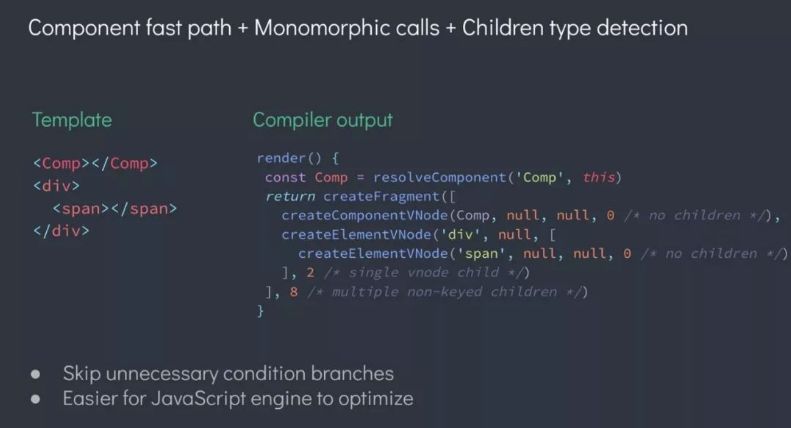 Component fast path + Monomorphic calls + Children type detection
Template
<Comp></Comp>
<div>
  <span></span>
</div>
Compiler output
render() {
 const Comp = resolveComponent('Comp', this)
 return createFragment([
   createComponentVNode(Comp, null, null, 0 /* no children */),
   createElementVNode('div', null, [
     createElementVNode('span', null, null, 0 /* no children */)
   ], 2 /* single vnode child */)
 ], 8 /* multiple non-keyed children */)
}
● Skip unnecessary condition branches
● Easier for JavaScript engine to optimize